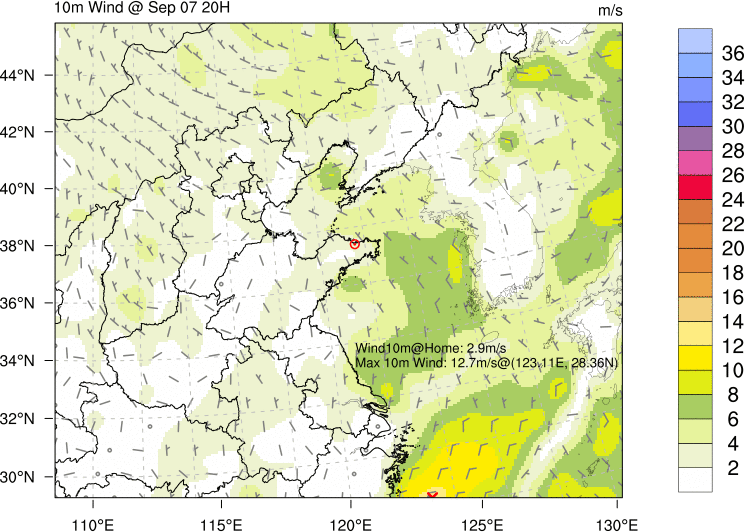 10m Wind @ Sep 07 20H
m/s
44°N
42°N
40°N
38°N
36°N
34°N
32°N
30°N
Wind10m@Home: 2.9m/s
Max 10m Wind: 12.7m/s@(123.11E, 28.36N)
110°E
115°E
120°E
125°E
130°E
36
34
32
30
28
26
24
22
20
18
16
14
12
10
8
6
4
2